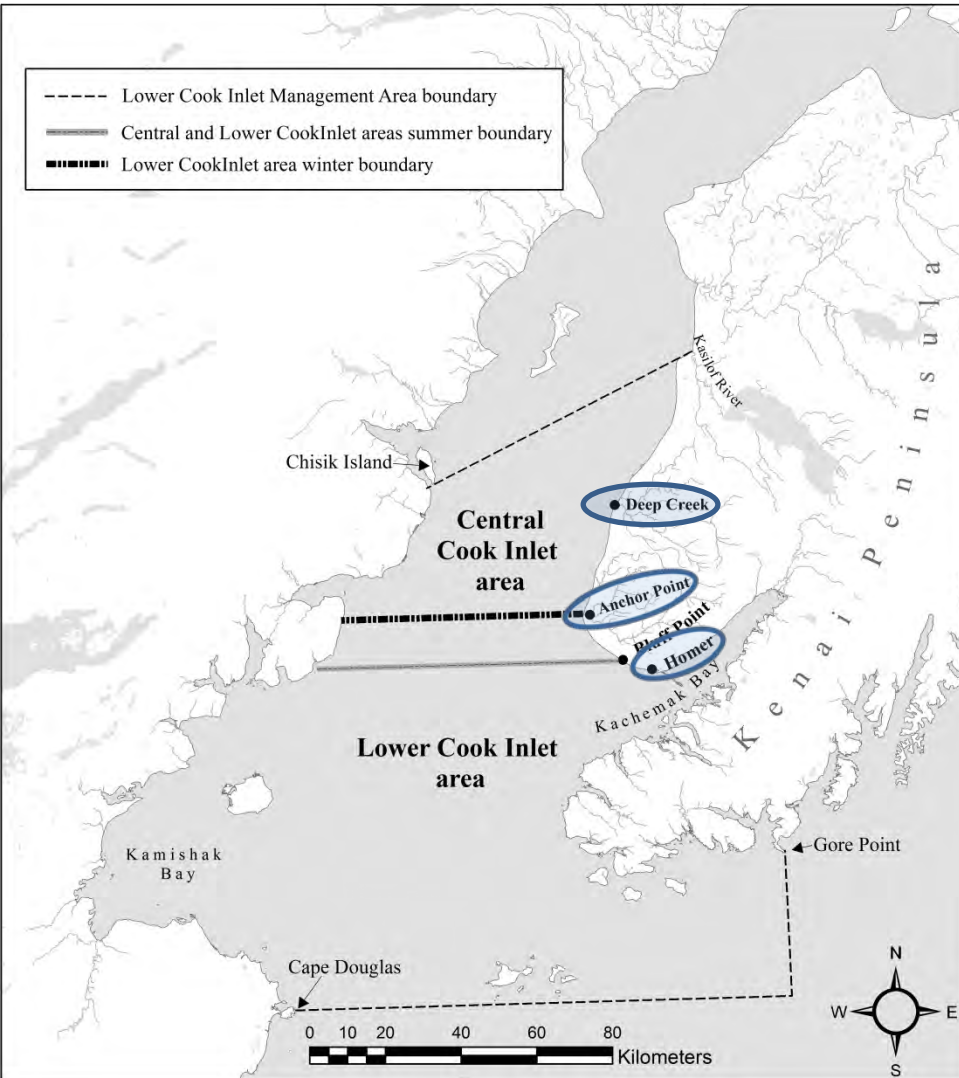 Lower Cook Inlet Management Area boundary
Central and Lower CookInlet areas summer boundary
Lower CookInlet area winter boundary
Kasilof River
Chisik Island
Deep Creek
Central
Cook Inlet
area
Anchor Point
Bluff Point
Homer
Kachemak Bay
Kenai Peninsula
Lower Cook Inlet
area
Kamishak
Bay
Gore Point
Cape Douglas
0 10 20 40 60 80
Kilometers
N
W E
S